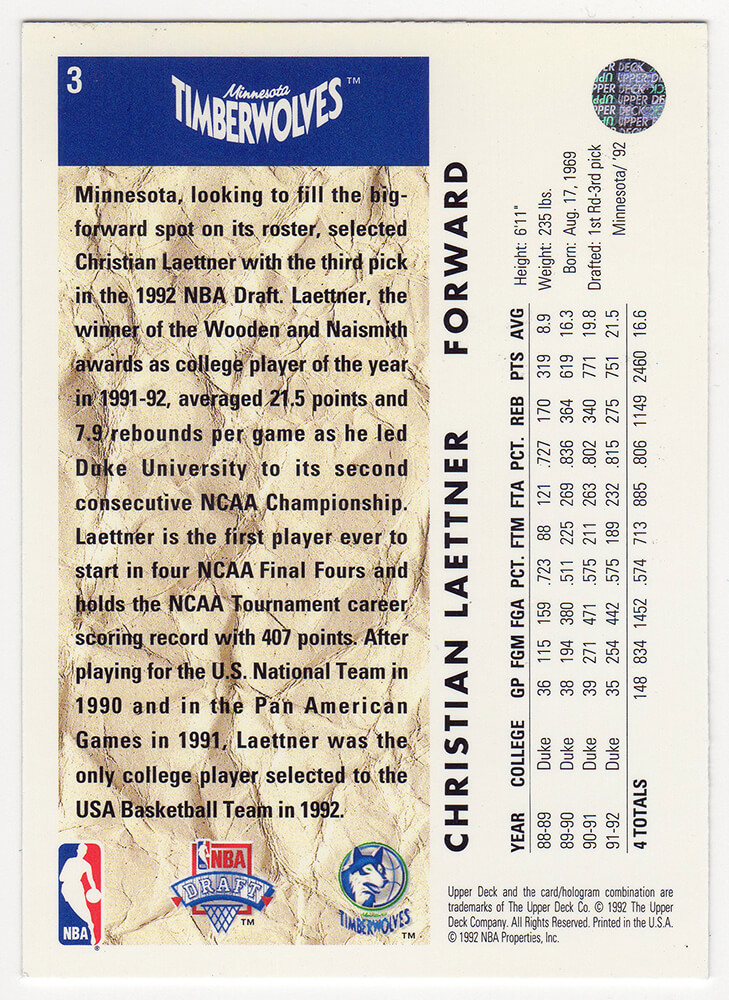 3
Minnesota
TIMBERWOLVES™
Minnesota, looking to fill the big-
forward spot on its roster, selected
Christian Laettner with the third pick
in the 1992 NBA Draft. Laettner, the
winner of the Wooden and Naismith
awards as college player of the year
in 1991-92, averaged 21.5 points and
7.9 rebounds per game as he led
Duke University to its second
consecutive NCAA Championship.
Laettner is the first player ever to
start in four NCAA Final Fours and
holds the NCAA Tournament career
scoring record with 407 points. After
playing for the U.S. National Team in
1990 and in the Pan American
Games in 1991, Laettner was the
only college player selected to the
USA Basketball Team in 1992.
NBA ®
NBA
DRAFT
™
TIMBERWOLVES
™
CHRISTIAN LAETTNER FORWARD
Height: 6'11"
Weight: 235 lbs.
Born: Aug. 17, 1969
Drafted: 1st Rd-3rd pick
Minnesota/ '92
YEAR COLLEGE GP FGM FGA PCT. FTM FTA PCT. REB PTS AVG
88-89 Duke 36 115 159 .723 88 121 .727 170 319 8.9
89-90 Duke 38 194 380 .511 225 269 .836 364 619 16.3
90-91 Duke 39 271 471 .575 211 263 .802 340 771 19.8
91-92 Duke 35 254 442 .575 189 232 .815 275 751 21.5
4 TOTALS 148 834 1452 .574 713 885 .806 1149 2460 16.6
UPPER DECK
Upper Deck and the card/hologram combination are
trademarks of The Upper Deck Co. © 1992 The Upper
Deck Company. All Rights Reserved. Printed in the U.S.A.
© 1992 NBA Properties, Inc.